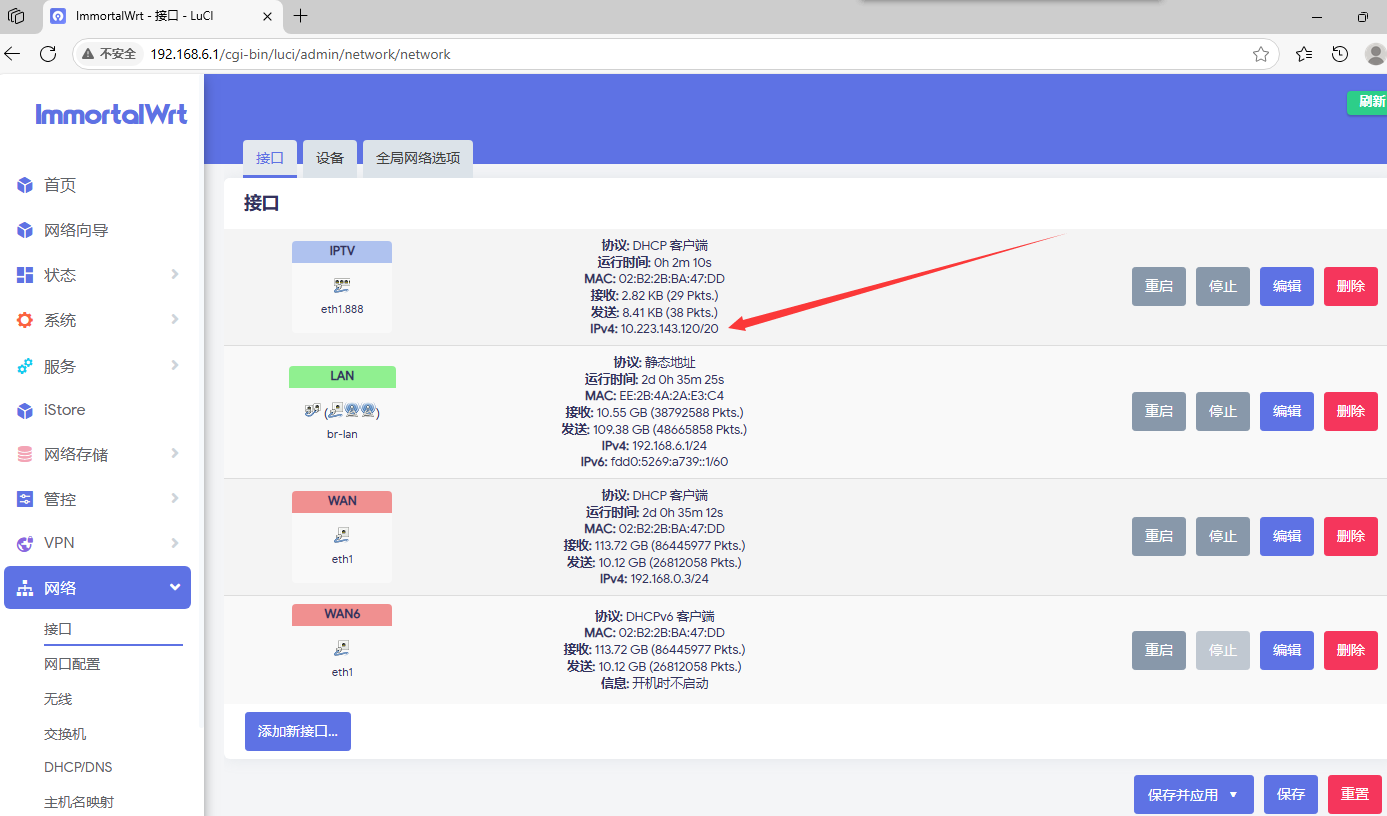 ImmortalWrt - 接口 - LuCI
不安全 192.168.6.1/cgi-bin/luci/admin/network/network
ImmortalWrt
刷新
首页
网络向导
状态
系统
服务
iStore
网络存储
管控
VPN
网络
接口
网口配置
无线
交换机
DHCP/DNS
主机名映射
接口 设备 全局网络选项
接口
IPTV
eth1.888
协议: DHCP 客户端
运行时间: 0h 2m 10s
MAC: 02:B2:2B:BA:47:DD
接收: 2.82 KB (29 Pkts.)
发送: 8.41 KB (38 Pkts.)
IPv4: 10.223.143.120/20
重启 停止 编辑 删除
LAN
( )
br-lan
协议: 静态地址
运行时间: 2d 0h 35m 25s
MAC: EE:2B:4A:2A:E3:C4
接收: 10.55 GB (38792588 Pkts.)
发送: 109.38 GB (48665858 Pkts.)
IPv4: 192.168.6.1/24
IPv6: fdd0:5269:a739::1/60
重启 停止 编辑 删除
WAN
eth1
协议: DHCP 客户端
运行时间: 2d 0h 35m 12s
MAC: 02:B2:2B:BA:47:DD
接收: 113.72 GB (86445977 Pkts.)
发送: 10.12 GB (26812058 Pkts.)
IPv4: 192.168.0.3/24
重启 停止 编辑 删除
WAN6
eth1
协议: DHCPv6 客户端
MAC: 02:B2:2B:BA:47:DD
接收: 113.72 GB (86445977 Pkts.)
发送: 10.12 GB (26812058 Pkts.)
信息: 开机时不启动
重启 停止 编辑 删除
添加新接口...
保存并应用 保存 重置